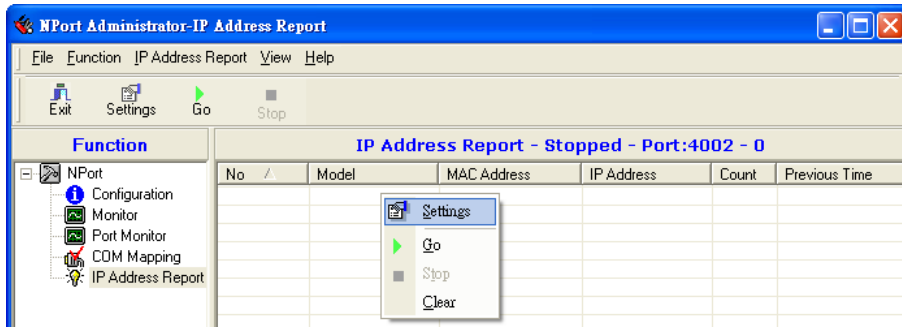 NPort Administrator-IP Address Report
File Function IP Address Report View Help
Exit Settings Go Stop
Function
IP Address Report - Stopped - Port:4002 - 0
NPort
Configuration
Monitor
Port Monitor
COM Mapping
IP Address Report
No Model MAC Address IP Address Count Previous Time
Settings
Go
Stop
Clear